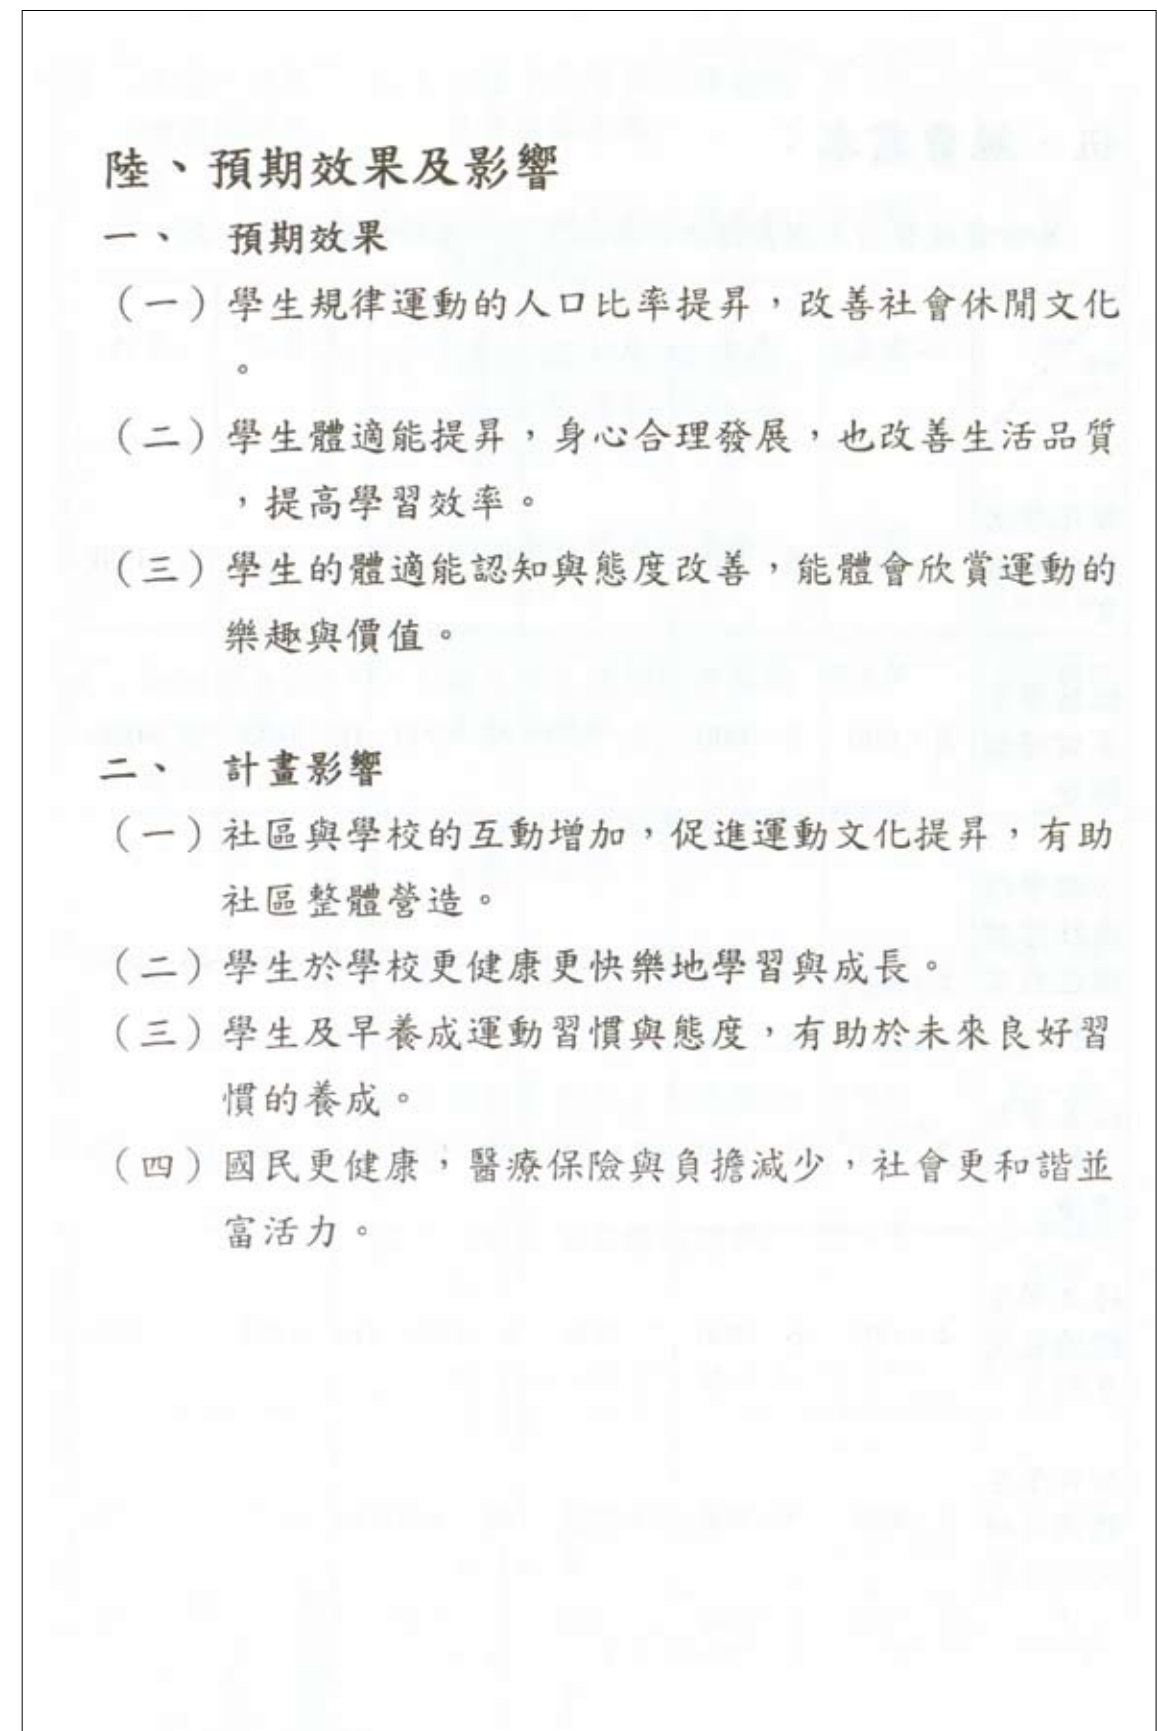 陸、預期效果及影響
一、 預期效果
（一）學生規律運動的人口比率提昇，改善社會休閒文化
。
（二）學生體適能提昇，身心合理發展，也改善生活品質
，提高學習效率。
（三）學生的體適能認知與態度改善，能體會欣賞運動的
樂趣與價值。
二、 計畫影響
（一）社區與學校的互動增加，促進運動文化提昇，有助
社區整體營造。
（二）學生於學校更健康更快樂地學習與成長。
（三）學生及早養成運動習慣與態度，有助於未來良好習
慣的養成。
（四）國民更健康，醫療保險與負擔減少，社會更和諧並
富活力。